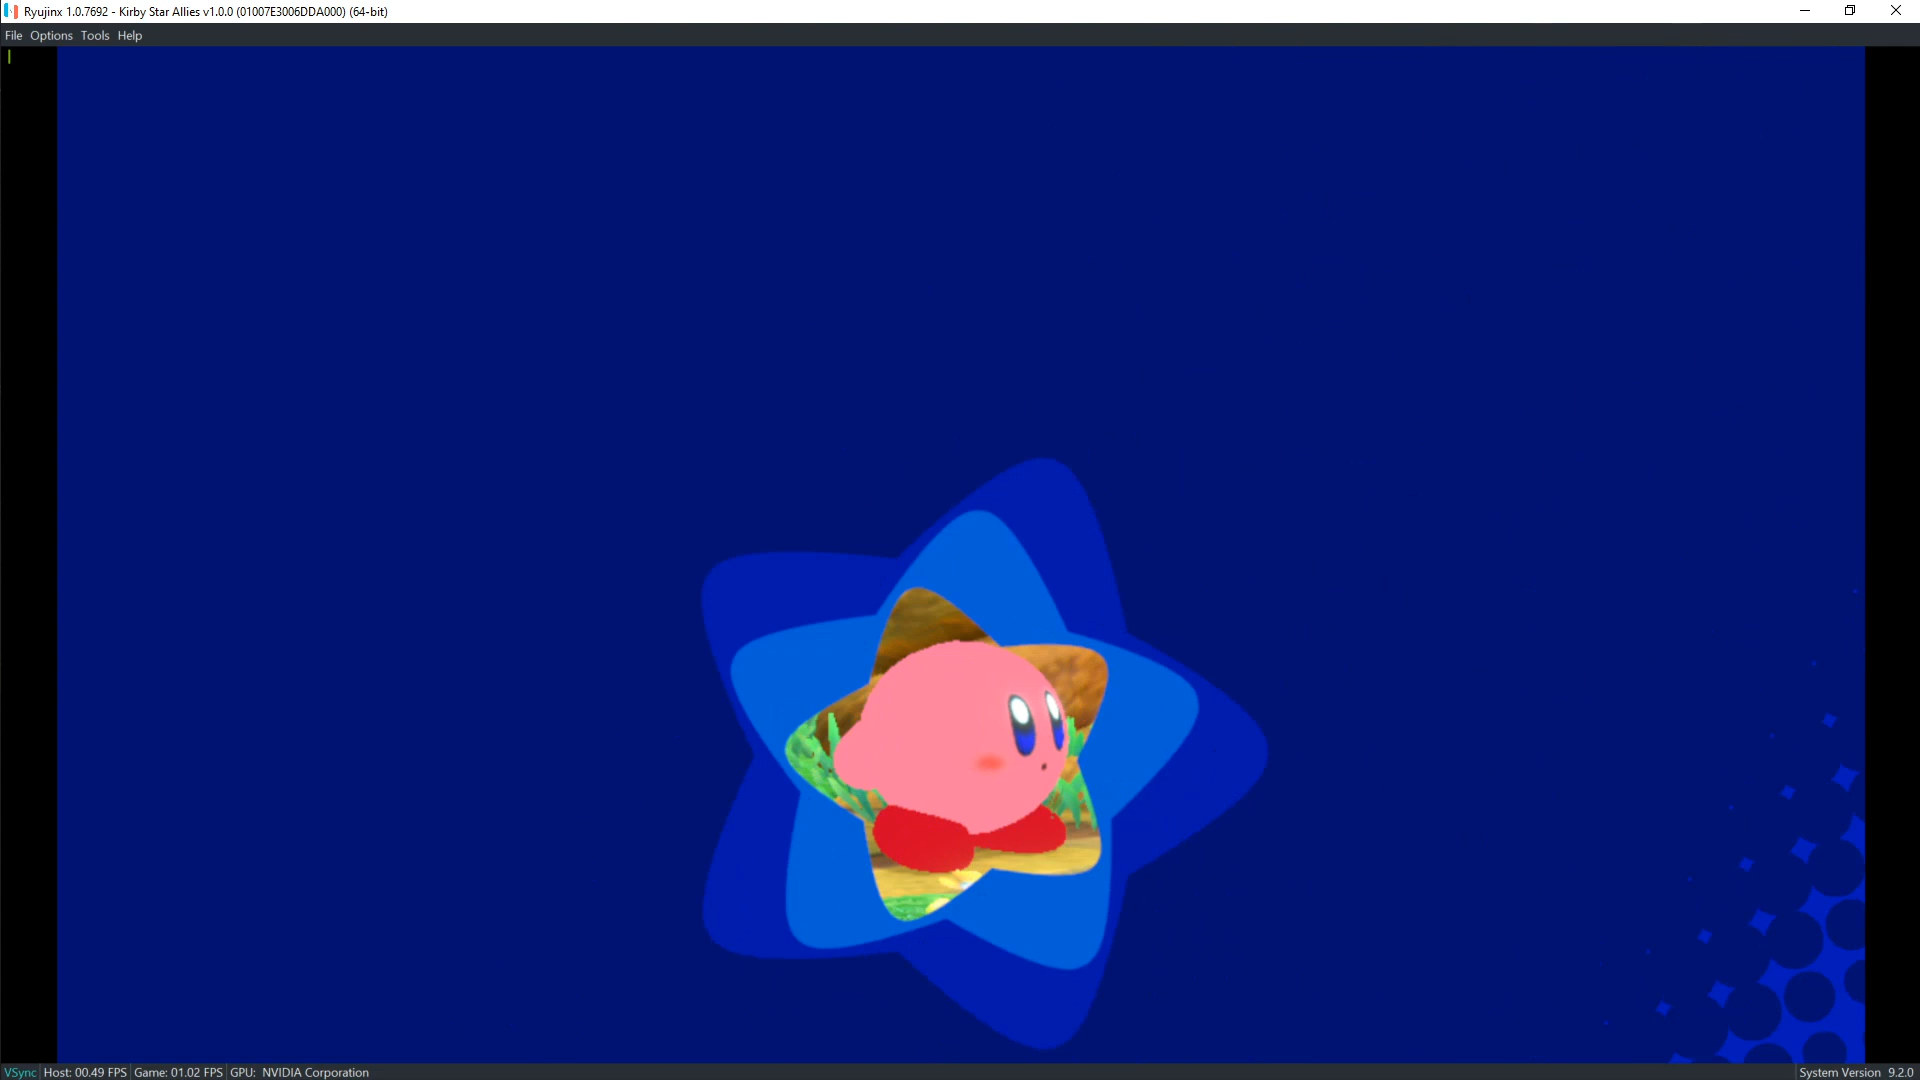 Ryujinx 1.0.7692 - Kirby Star Allies v1.0.0 (01007E3006DDA000) (64-bit)
File Options Tools Help
VSync Host: 00.49 FPS Game: 01.02 FPS GPU: NVIDIA Corporation System Version 9.2.0